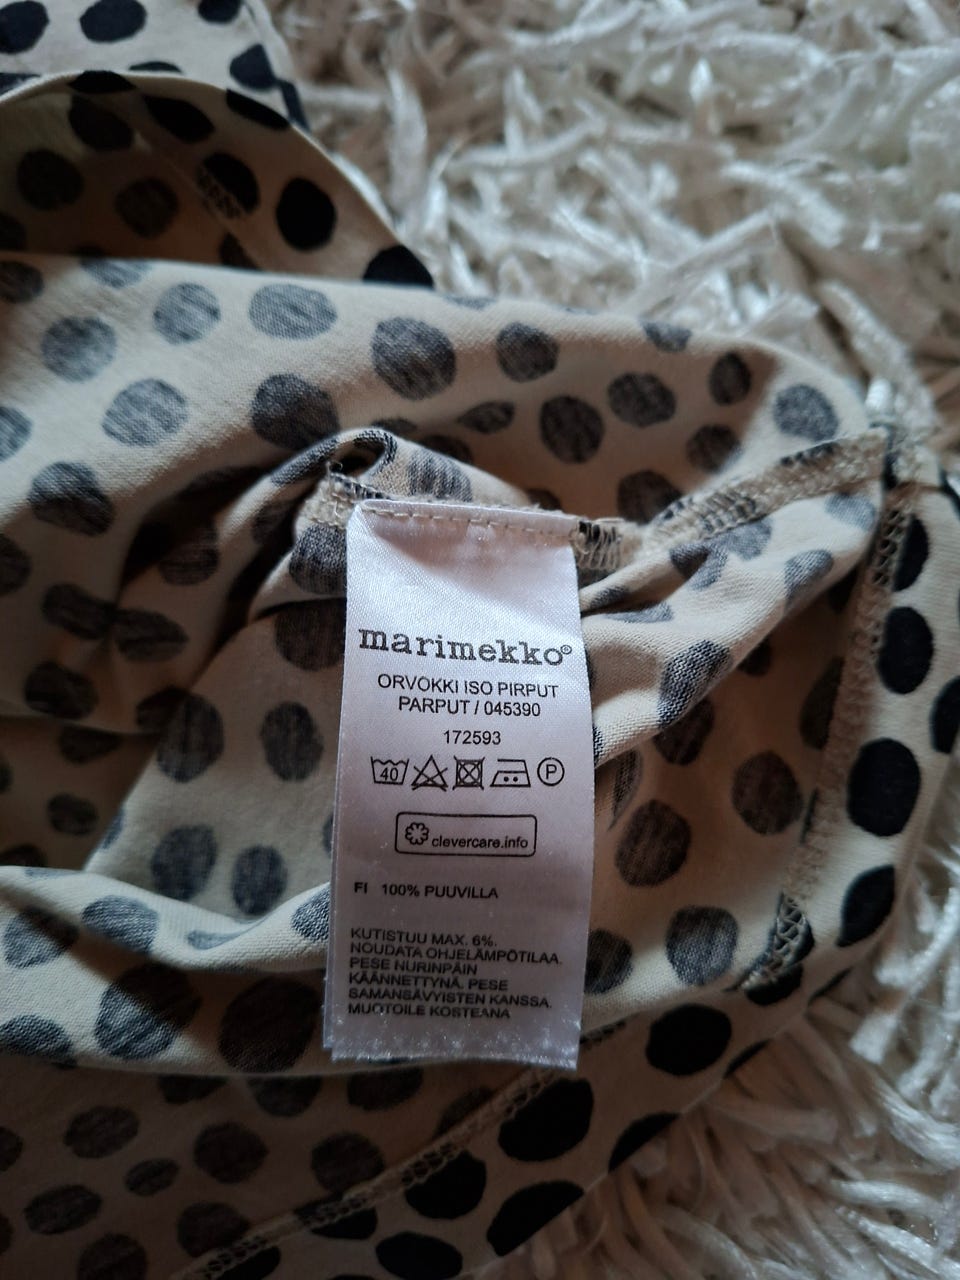 marimekko®
ORVOKKI ISO PIRPUT
PARPUT / 045390
172593
40 P
clevercare.info
FI 100% PUUVILLA
KUTISTUU MAX. 6%.
NOUDATA OHJELÄMPÖTILAA.
PESE NURINPÄIN
KÄÄNNETTYNÄ. PESE
SAMANSÄVYISTEN KANSSA.
MUOTOILE KOSTEANA